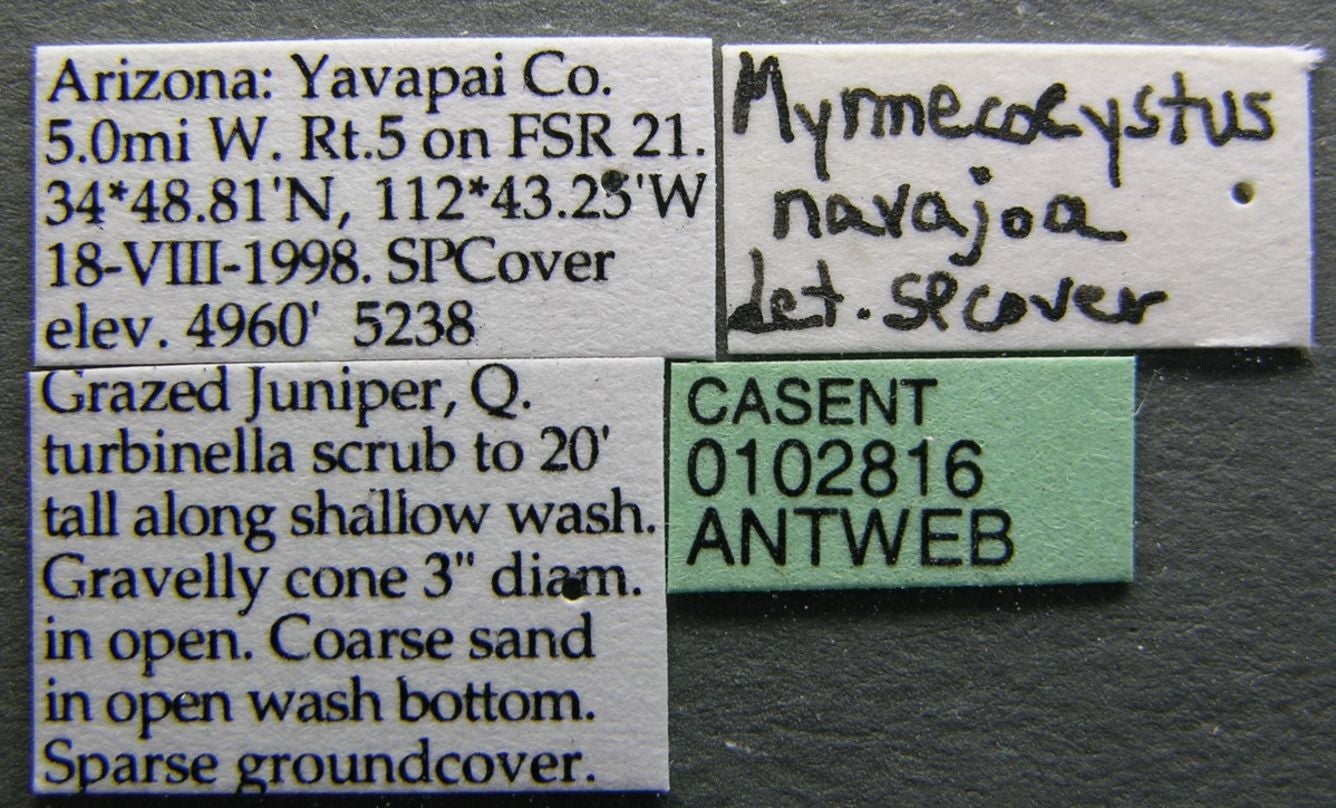 Arizona: Yavapai Co.
5.0mi W. Rt.5 on FSR 21.
34*48.81'N, 112*43.25'W
18-VIII-1998. SPCover
elev. 4960' 5238
Myrmecocystus
navajoa
det. SPCover
Grazed Juniper, Q.
turbinella scrub to 20'
tall along shallow wash.
Gravelly cone 3" diam.
in open. Coarse sand
in open wash bottom.
Sparse groundcover.
CASENT
0102816
ANTWEB